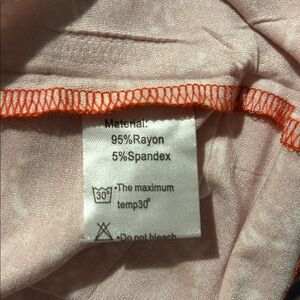 Material:
95%Rayon
5%Spandex
30°
•The maximum
temp30°
•Do not bleach